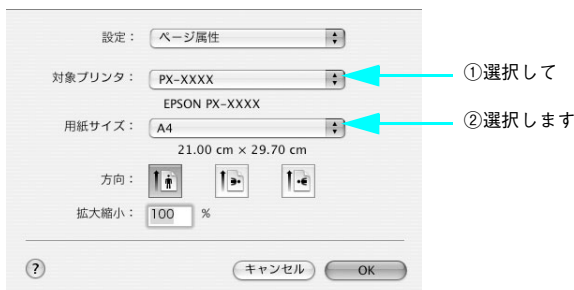 設定： ページ属性
対象プリンタ： PX-XXXX ①選択して
EPSON PX-XXXX
用紙サイズ： A4 ②選択します
21.00 cm × 29.70 cm
方向：
拡大縮小： 100 %
? キャンセル OK